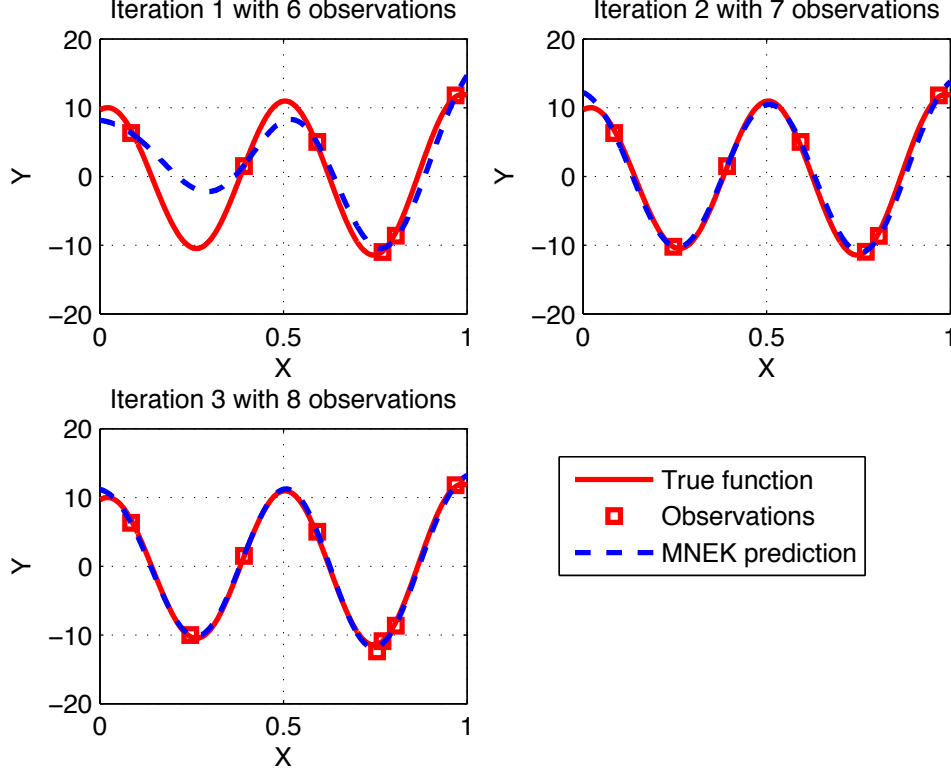 Iteration 1 with 6 observations
20
10
0
−10
−20
Y
0
0.5
1
X
Iteration 2 with 7 observations
20
10
0
−10
−20
Y
0
0.5
1
X
Iteration 3 with 8 observations
20
10
0
−10
−20
Y
0
0.5
1
X
True function
Observations
MNEK prediction